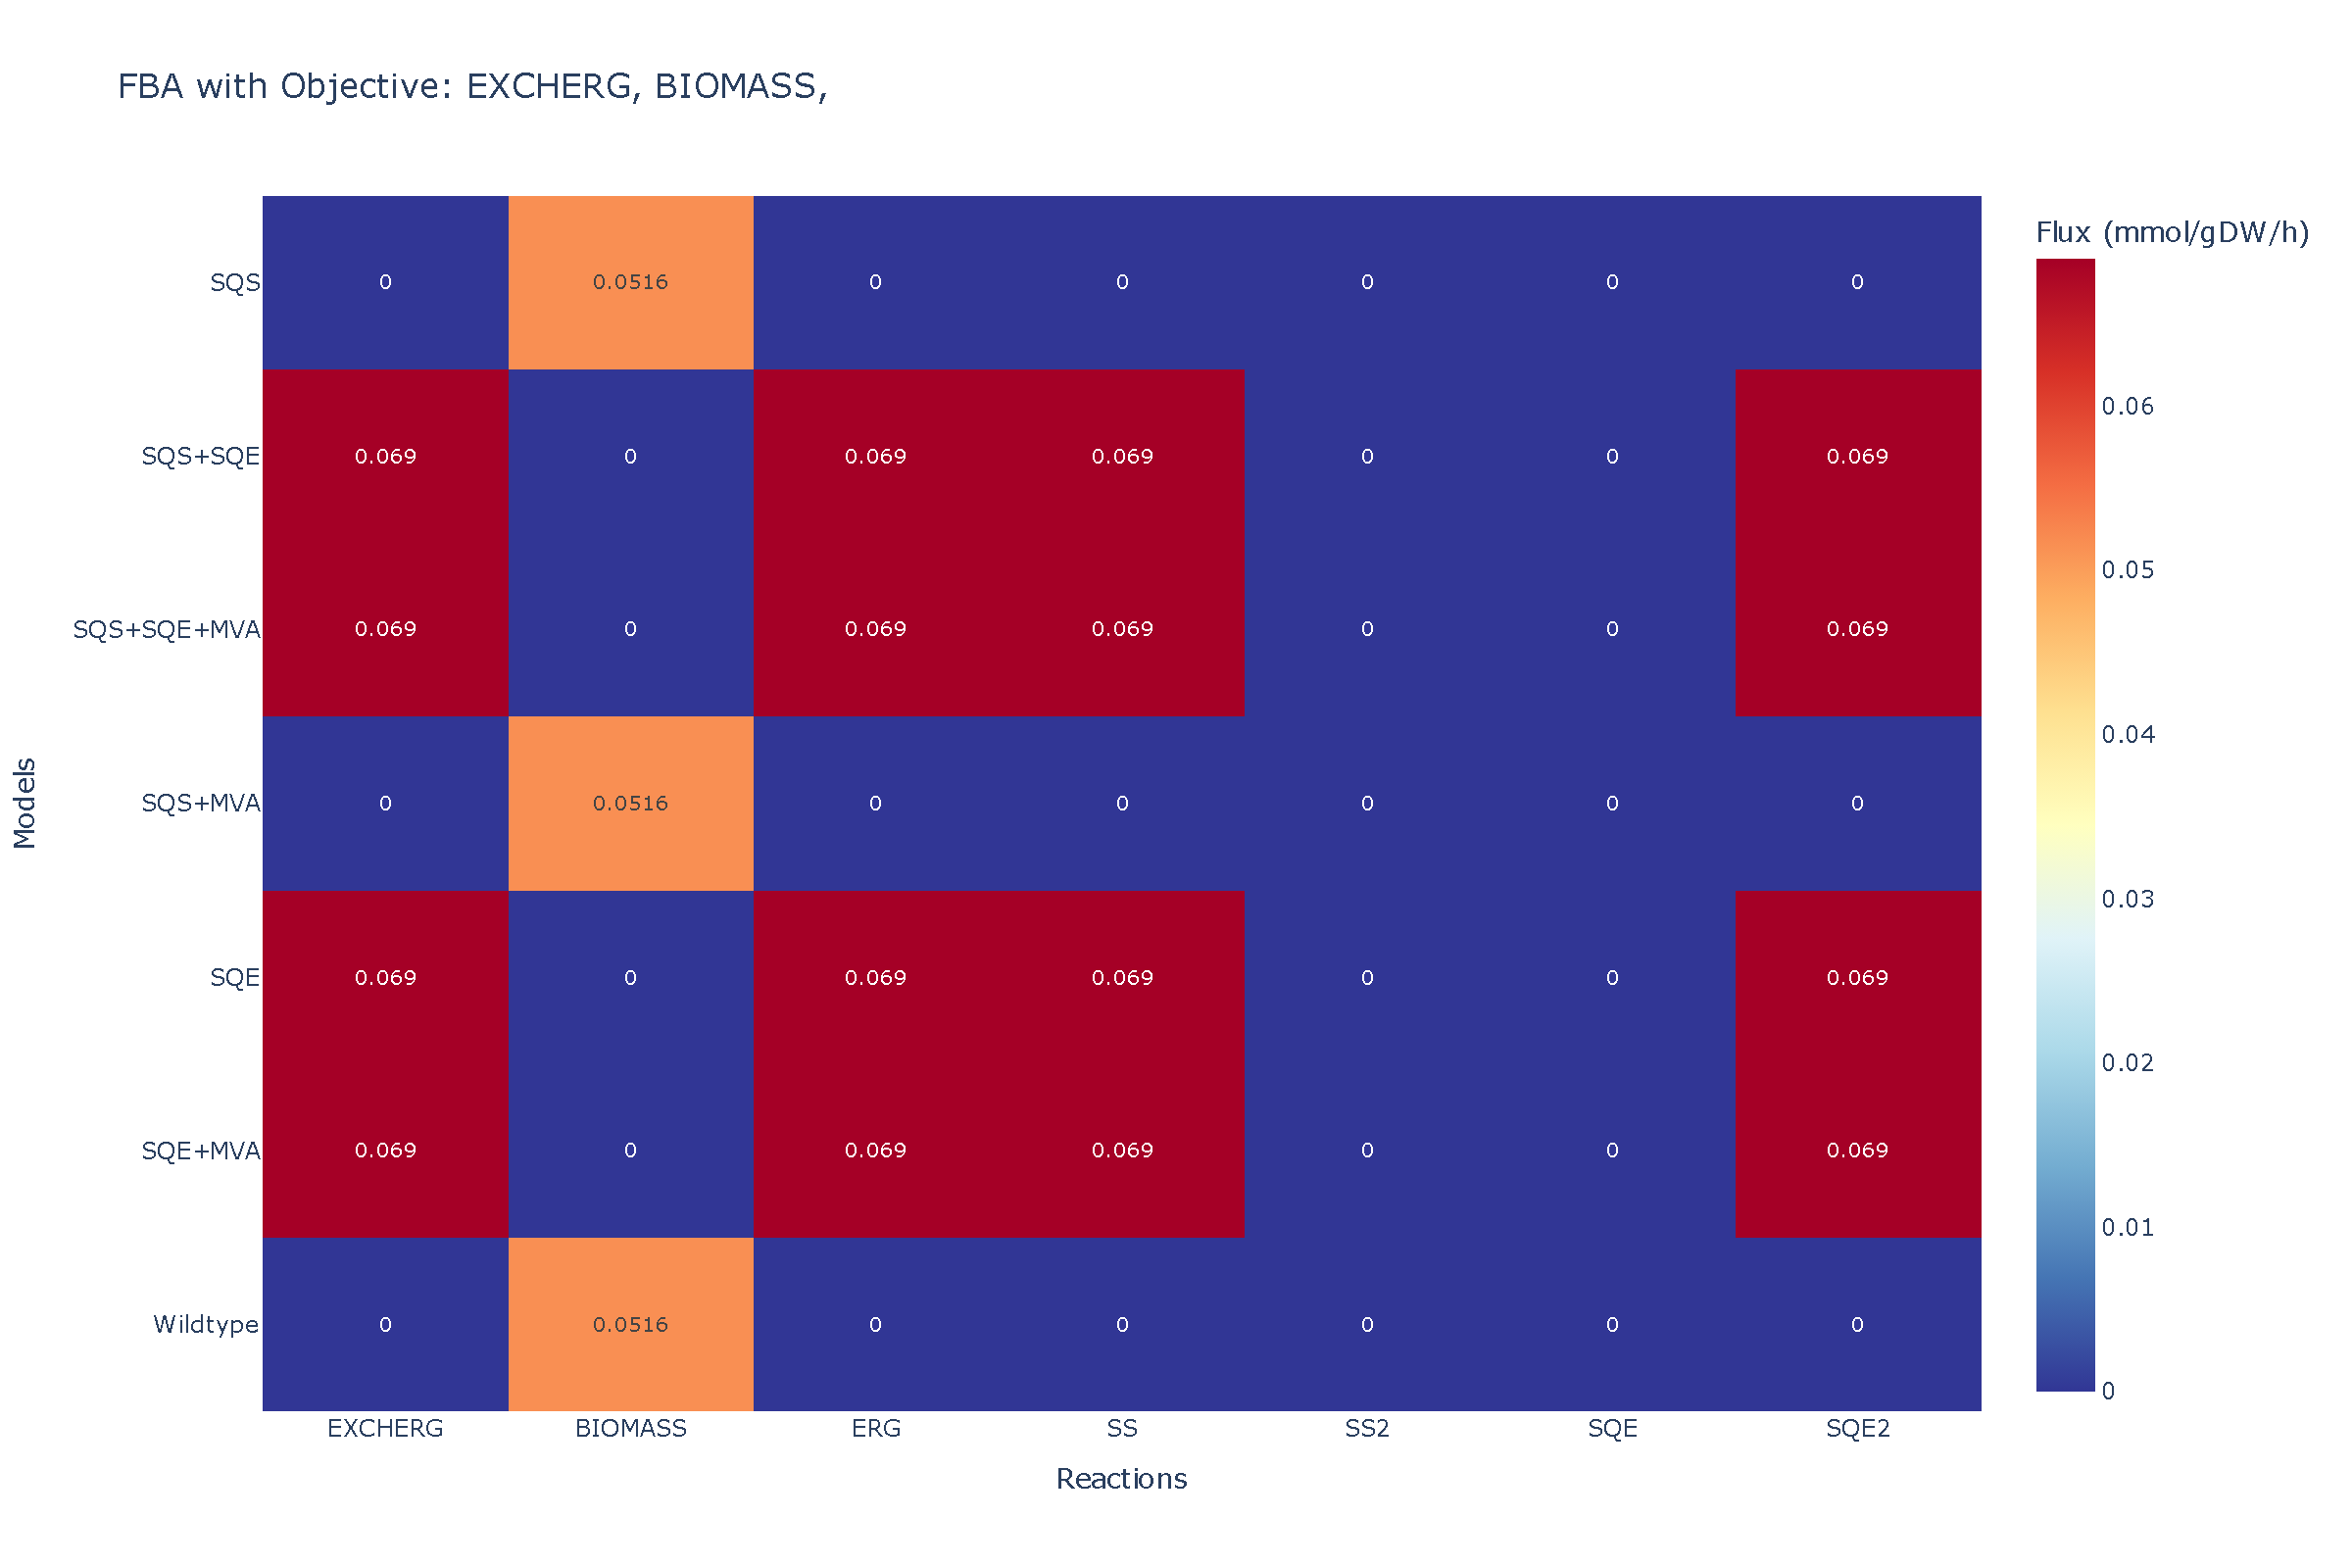 FBA with Objective: EXCHERG, BIOMASS,
Flux (mmol/gDW/h)
SQS 0 0.0516 0 0 0 0 0
SQS+SQE 0.069 0 0.069 0.069 0 0 0.069
SQS+SQE+MVA 0.069 0 0.069 0.069 0 0 0.069
SQS+MVA 0 0.0516 0 0 0 0 0
SQE 0.069 0 0.069 0.069 0 0 0.069
SQE+MVA 0.069 0 0.069 0.069 0 0 0.069
Wildtype 0 0.0516 0 0 0 0 0
Models
EXCHERG BIOMASS ERG SS SS2 SQE SQE2
Reactions
0.06
0.05
0.04
0.03
0.02
0.01
0